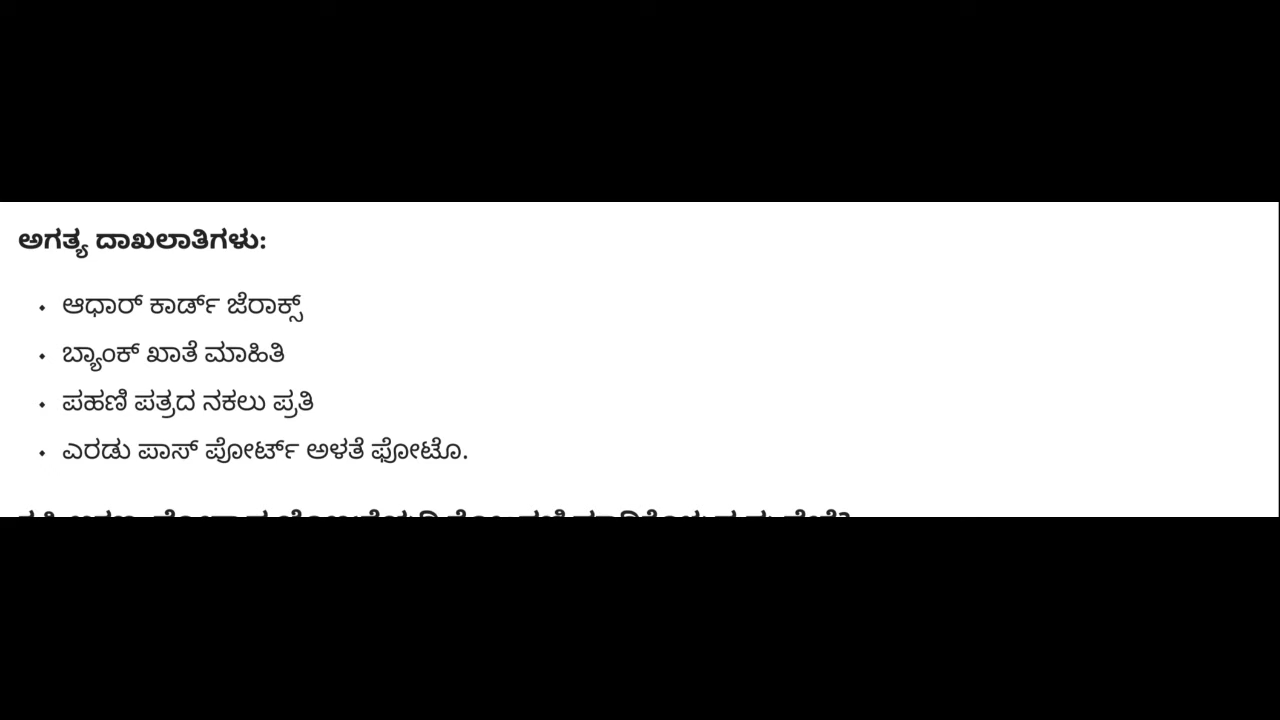 ಅಗತ್ಯ ದಾಖಲಾತಿಗಳು:
• ಆಧಾರ್ ಕಾರ್ಡ್ ಜೆರಾಕ್ಸ್
• ಬ್ಯಾಂಕ್ ಖಾತೆ ಮಾಹಿತಿ
• ಪಹಣಿ ಪತ್ರದ ನಕಲು ಪ್ರತಿ
• ಎರಡು ಪಾಸ್ ಪೋರ್ಟ್ ಅಳತೆ ಫೋಟೊ.